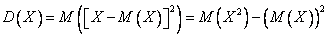 D(X) = M([X − M(X)]²) = M(X²) − (M(X))²